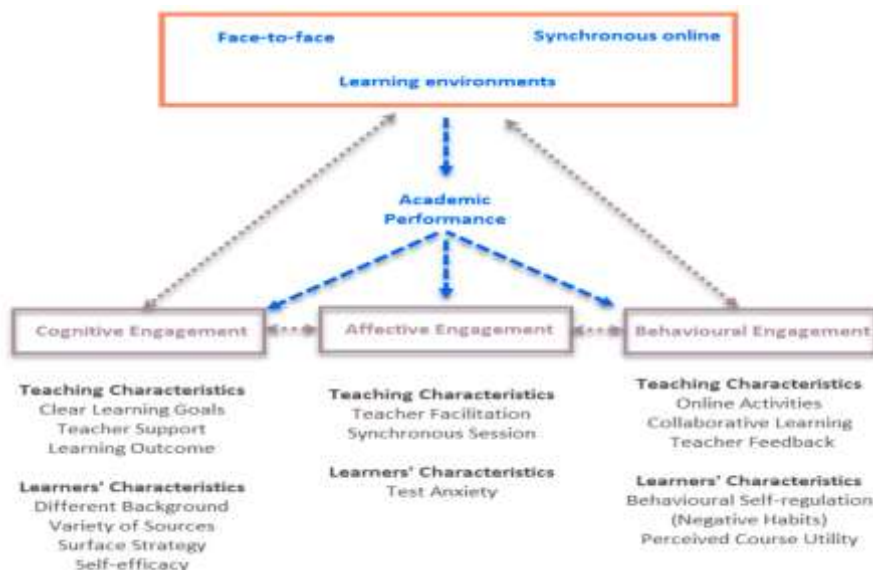 Face-to-face
Synchronous online
Learning environments
Academic
Performance
Cognitive Engagement
Affective Engagement
Behavioural Engagement
Teaching Characteristics
Clear Learning Goals
Teacher Support
Learning Outcome
Learners' Characteristics
Different Background
Variety of Sources
Surface Strategy
Self-efficacy
Teaching Characteristics
Teacher Facilitation
Synchronous Session
Learners' Characteristics
Test Anxiety
Teaching Characteristics
Online Activities
Collaborative Learning
Teacher Feedback
Learners' Characteristics
Behavioural Self-regulation
(Negative Habits)
Perceived Course Utility